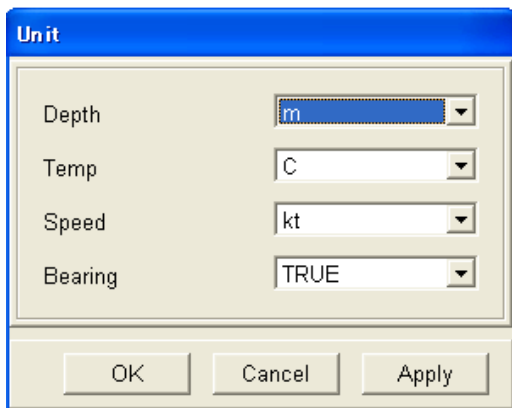 Unit
Depth m
Temp C
Speed kt
Bearing TRUE
OK Cancel Apply